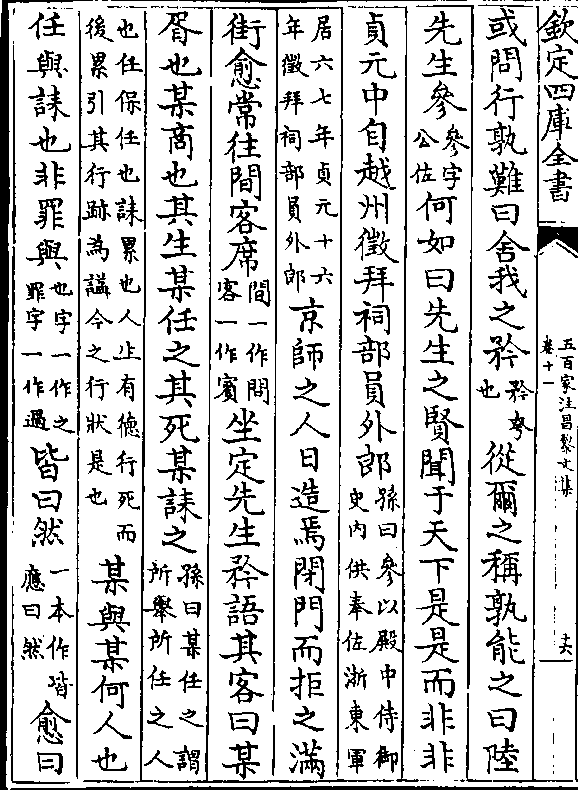 欽定四庫全書
五百家注昌黎文集
卷十一
十六
或問行孰難曰舍我之矜矜夸也從爾之稱孰能之曰陸
先生參參字公佐何如曰先生之賢聞于天下是是而非非
貞元中自越州徵拜祠部員外郎孫曰參以殿中侍御史内供奉佐浙東軍
居六七年貞元十六年徵拜祠部員外郎京師之人日造焉閉門而拒之滿
街愈常往間客席間一作問客一作賓坐定先生矜語其客曰某
胥也某商也其生某任之其死某誄之孫曰某任之謂所舉所任之人
也任保任也誄累也人止有德行死而後累引其行跡為諡今之行狀是也某與某何人也
任與誄也非罪與也字一作之罪字一作過皆曰然一本作皆應曰然愈曰